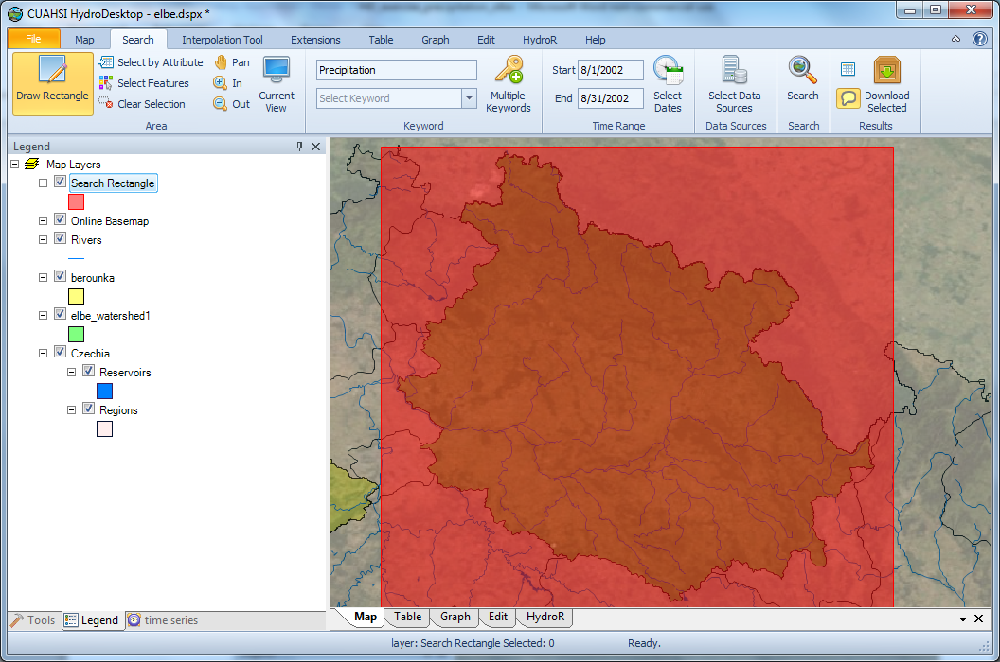 CUAHSI HydroDesktop - elbe.dspx *
File Map Search Interpolation Tool Extensions Table Graph Edit HydroR Help
Draw Rectangle
Select by Attribute
Select Features
Clear Selection
Pan
In
Out
Current View
Area
Precipitation
Select Keyword
Multiple Keywords
Keyword
Start 8/1/2002
End 8/31/2002
Select Dates
Time Range
Select Data Sources
Data Sources
Search
Search
Download Selected
Results
Legend
Map Layers
Search Rectangle
Online Basemap
Rivers
berounka
elbe_watershed1
Czechia
Reservoirs
Regions
Tools Legend time series
Map Table Graph Edit HydroR
layer: Search Rectangle Selected: 0 Ready.